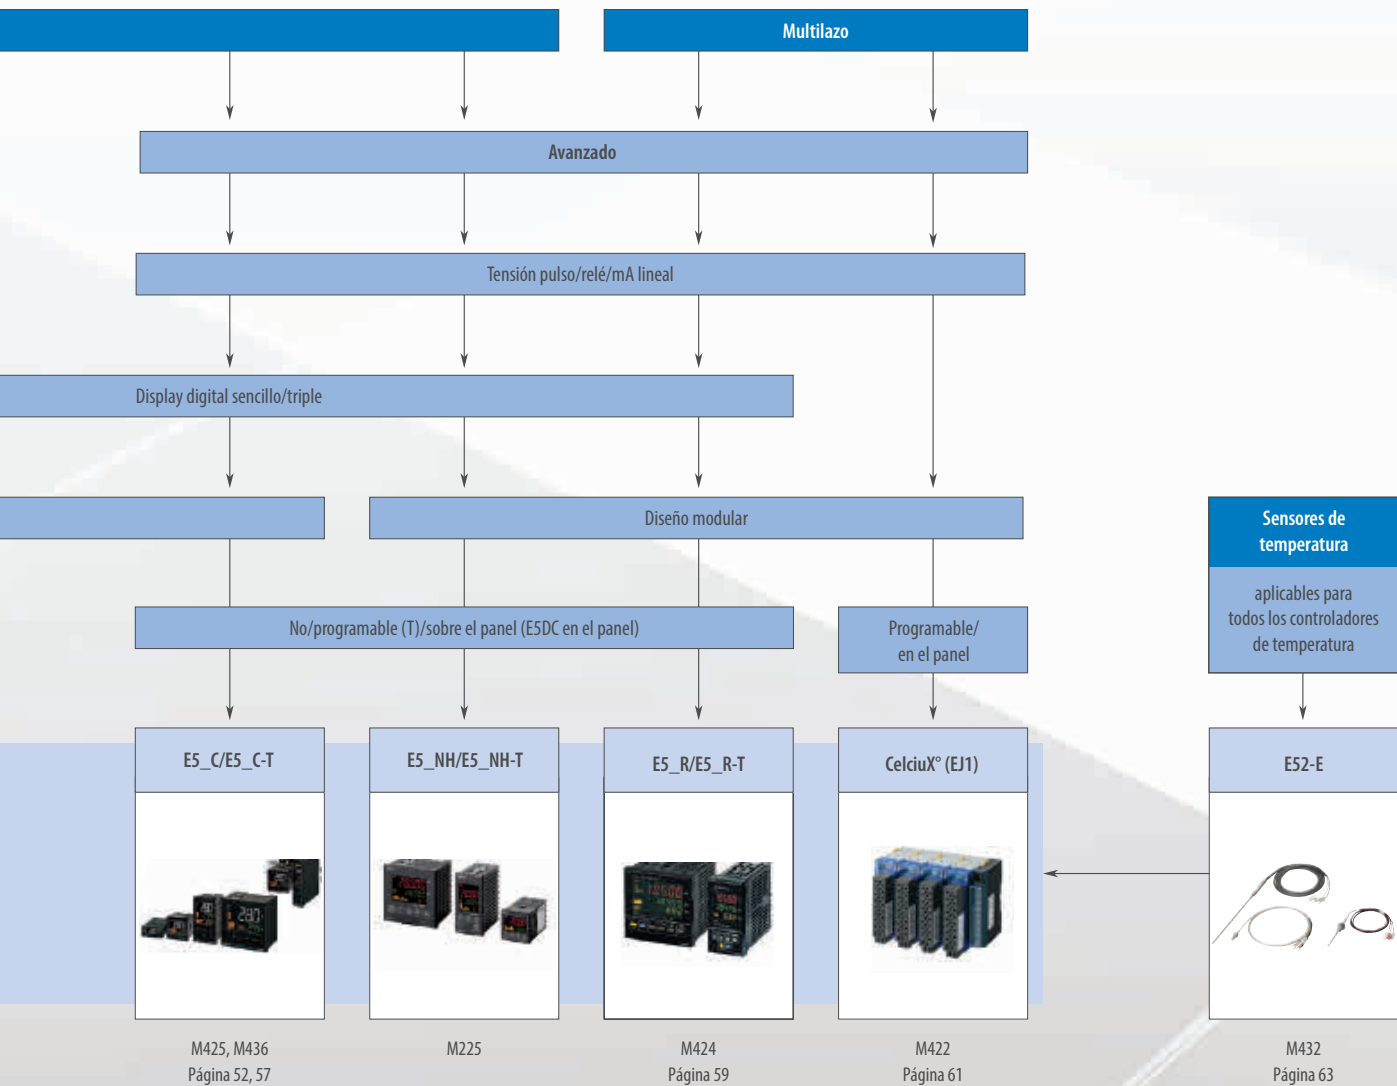 Multilazo
Avanzado
Tensión pulso/relé/mA lineal
Display digital sencillo/triple
Diseño modular
Sensores de
temperatura
aplicables para
todos los controladores
de temperatura
No/programable (T)/sobre el panel (E5DC en el panel)
Programable/
en el panel
E5_C/E5_C-T
E5_NH/E5_NH-T
E5_R/E5_R-T
CelciuX° (EJ1)
E52-E
M425, M436
Página 52, 57
M225
M424
Página 59
M422
Página 61
M432
Página 63